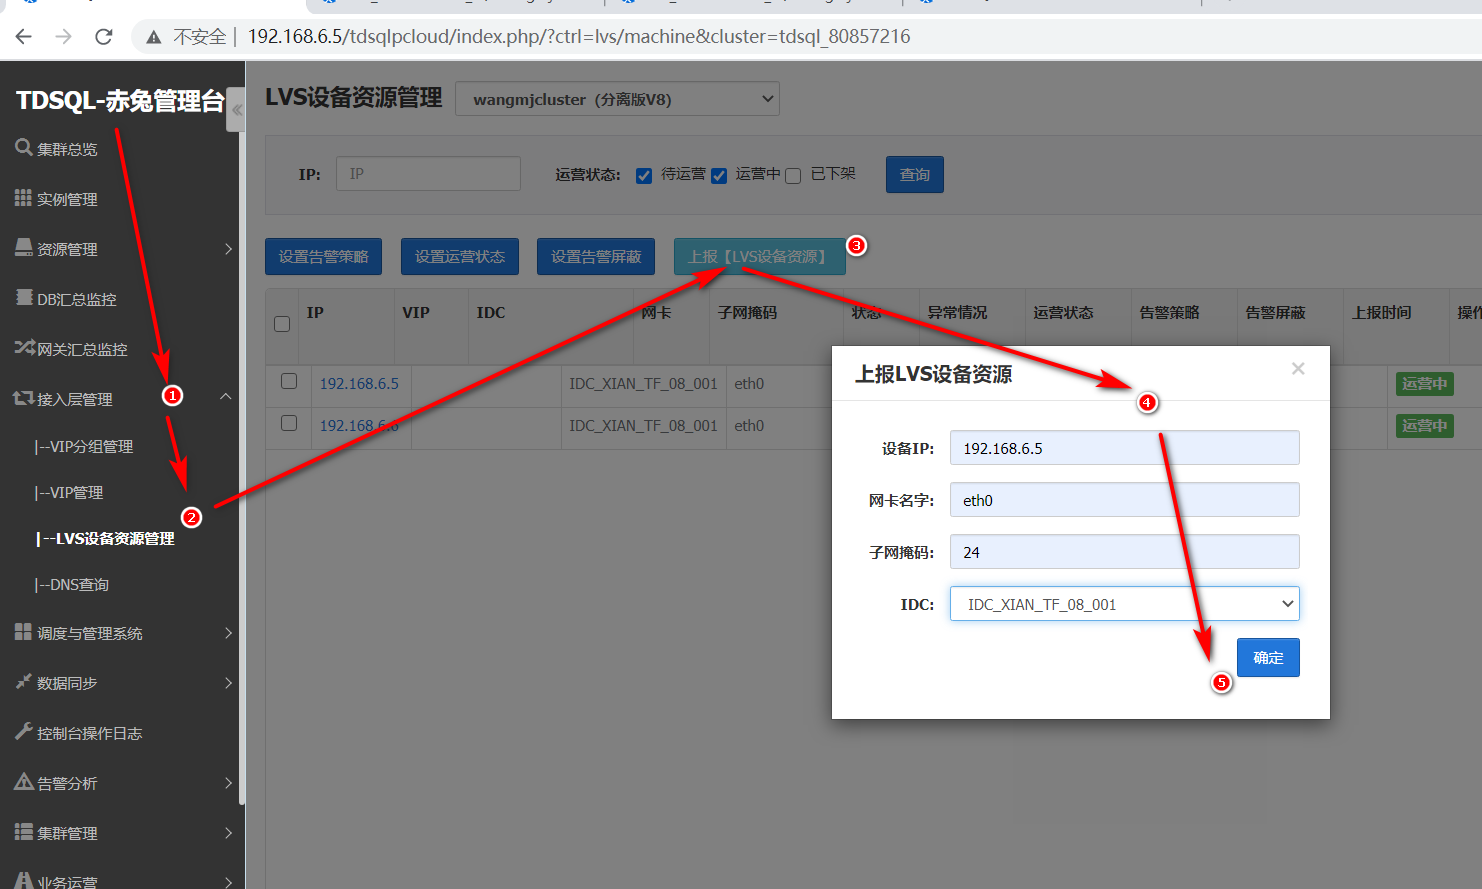 不安全 192.168.6.5/tdsqlpcloud/index.php/?ctrl=lvs/machine&cluster=tdsql_80857216
TDSQL-赤兔管理台
集群总览
实例管理
资源管理
DB汇总监控
网关汇总监控
接入层管理
1
|--VIP分组管理
|--VIP管理
2
|--LVS设备资源管理
|--DNS查询
调度与管理系统
数据同步
控制台操作日志
告警分析
集群管理
业务运营
LVS设备资源管理 wangmjcluster (分离版V8)
IP: IP 运营状态: 待运营 运营中 已下架 查询
设置告警策略 设置运营状态 设置告警屏蔽 上报【LVS设备资源】 3
IP VIP IDC 网卡 子网掩码 状态 异常情况 运营状态 告警策略 告警屏蔽 上报时间 操作
192.168.6.5 IDC_XIAN_TF_08_001 eth0 运营中
192.168.6.6 IDC_XIAN_TF_08_001 eth0 运营中
上报LVS设备资源 ×
4
设备IP: 192.168.6.5
网卡名字: eth0
子网掩码: 24
IDC: IDC_XIAN_TF_08_001
确定
5